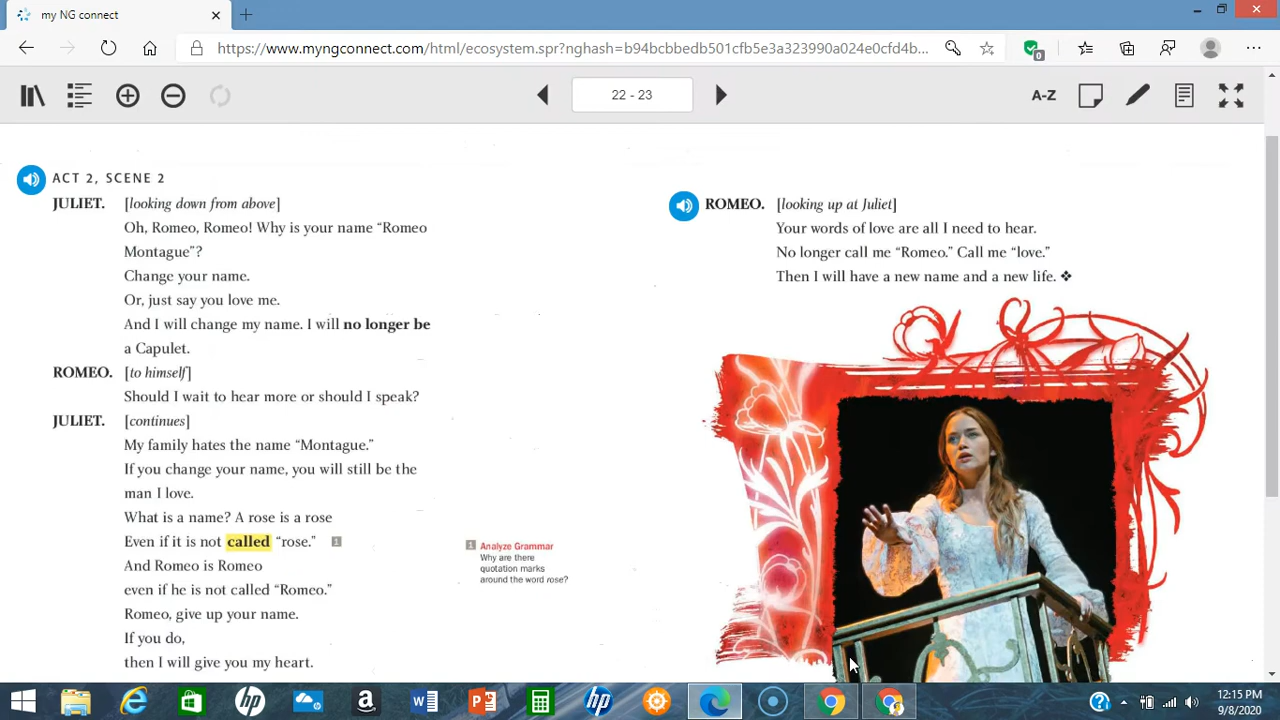 my NG connect
https://www.myngconnect.com/html/ecosystem.spr?nghash=b94bcbbedb501cfb5e3a323990a024e0cfd4b...
0
22 - 23
A-Z
ACT 2, SCENE 2
JULIET. [looking down from above]
Oh, Romeo, Romeo! Why is your name “Romeo
Montague”?
Change your name.
Or, just say you love me.
And I will change my name. I will no longer be
a Capulet.
ROMEO. [to himself]
Should I wait to hear more or should I speak?
JULIET. [continues]
My family hates the name “Montague.”
If you change your name, you will still be the
man I love.
What is a name? A rose is a rose
Even if it is not called “rose.” 1
And Romeo is Romeo
even if he is not called “Romeo.”
Romeo, give up your name.
If you do,
then I will give you my heart.
1 Analyze Grammar
Why are there
quotation marks
around the word rose?
ROMEO. [looking up at Juliet]
Your words of love are all I need to hear.
No longer call me “Romeo.” Call me “love.”
Then I will have a new name and a new life. ❖
12:15 PM
9/8/2020